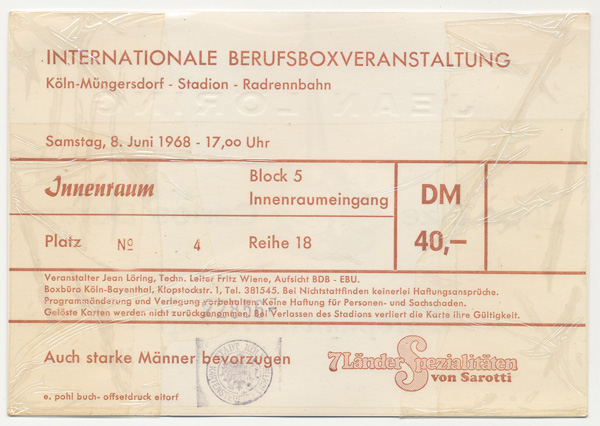 INTERNATIONALE BERUFSBOXVERANSTALTUNG
Köln-Müngersdorf - Stadion - Radrennbahn
Samstag, 8. Juni 1968 - 17,00 Uhr
Innenraum
Block 5
Innenraumeingang
DM
40,-
Platz № 4 Reihe 18
Veranstalter Jean Löring, Techn. Leiter Fritz Wiene, Aufsicht BDB - EBU.
Boxbüro Köln-Bayenthal, Klopstockstr. 1, Tel. 381545. Bei Nichtstattfinden keinerlei Haftungsansprüche.
Programmänderung und Verlegung vorbehalten. Keine Haftung für Personen- und Sachschaden.
Gelöste Karten werden nicht zurückgenommen. Bei Verlassen des Stadions verliert die Karte ihre Gültigkeit.
Auch starke Männer bevorzugen
7 Länder Spezialitäten
von Sarotti
e. pohl buch- offsetdruck eitorf